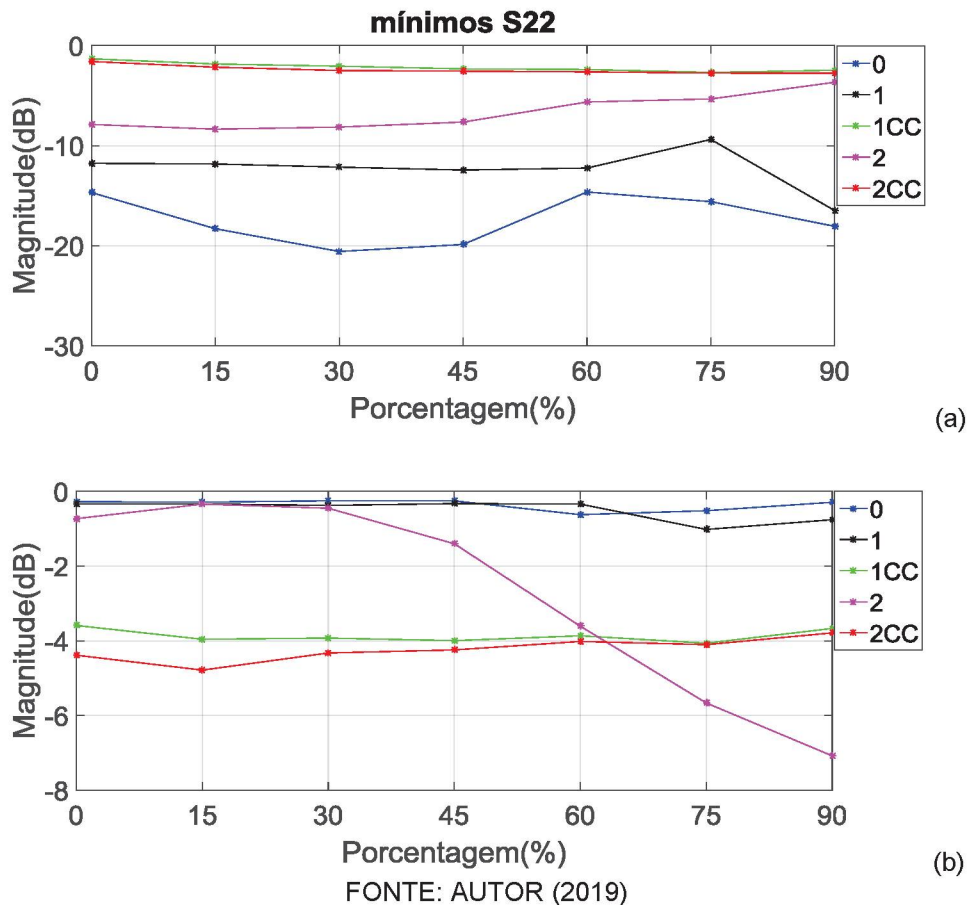 mínimos S22
Magnitude(dB)
0
-10
-20
-30
0 15 30 45 60 75 90
Porcentagem(%)
0
1
1CC
2
2CC
(a)
Magnitude(dB)
0
-2
-4
-6
-8
0 15 30 45 60 75 90
Porcentagem(%)
0
1
1CC
2
2CC
(b)
FONTE: AUTOR (2019)